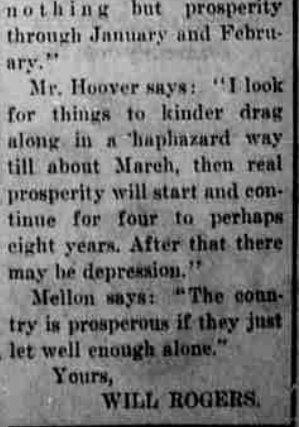 nothing but prosperity
through January and Febru-
ary."
Mr. Hoover says: "I look
for things to kinder drag
along in a 'haphazard way
till about March, then real
prosperity will start and con-
tinue for four to perhaps
eight years. After that there
may be depression."
Mellon says: "The coun-
try is prosperous if they just
let well enough alone."
Yours,
WILL ROGERS.